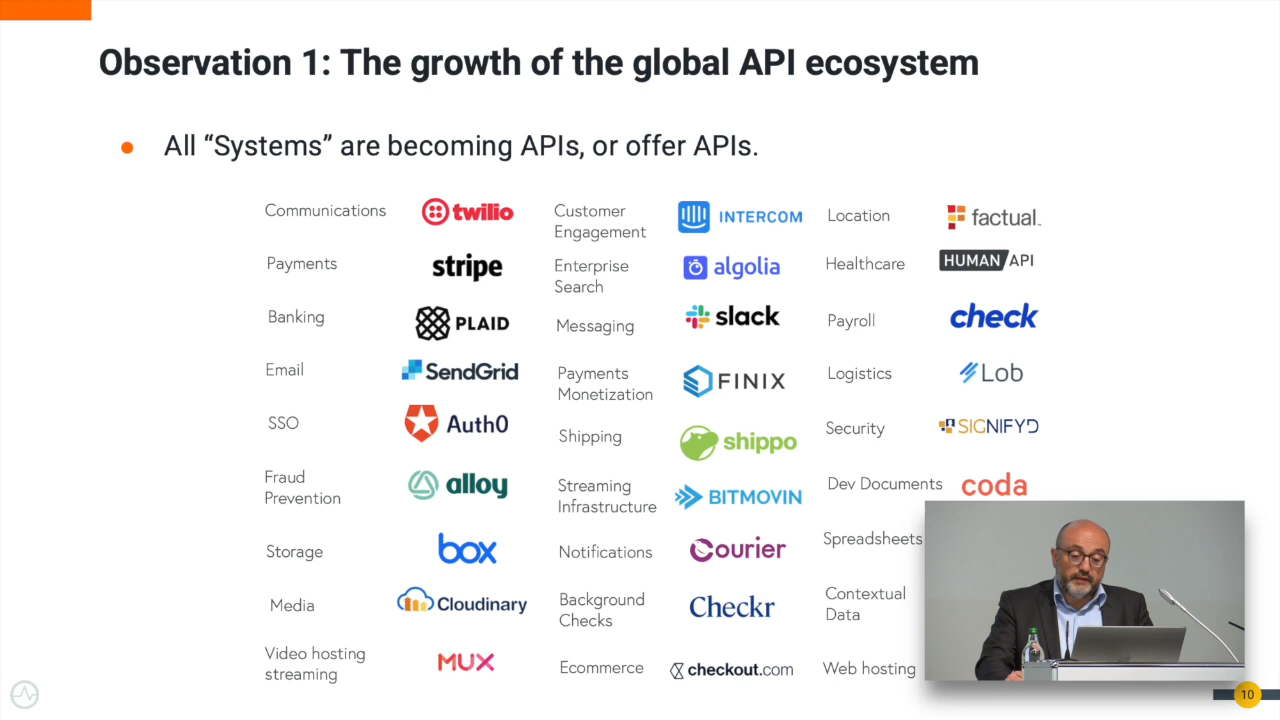 Observation 1: The growth of the global API ecosystem
All “Systems” are becoming APIs, or offer APIs.
Communications
twilio
Payments
stripe
Banking
PLAID
Email
SendGrid
SSO
Auth0
Fraud
Prevention
alloy
Storage
box
Media
Cloudinary
Video hosting
streaming
MUX
Customer
Engagement
INTERCOM
Enterprise
Search
algolia
Messaging
slack
Payments
Monetization
FINIX
Shipping
shippo
Streaming
Infrastructure
BITMOVIN
Notifications
Courier
Background
Checks
Checkr
Ecommerce
checkout.com
Location
factual
Healthcare
HUMAN/API
Payroll
check
Logistics
Lob
Security
SIGNIFYD
Dev Documents
coda
Spreadsheets
Contextual
Data
Web hosting
10